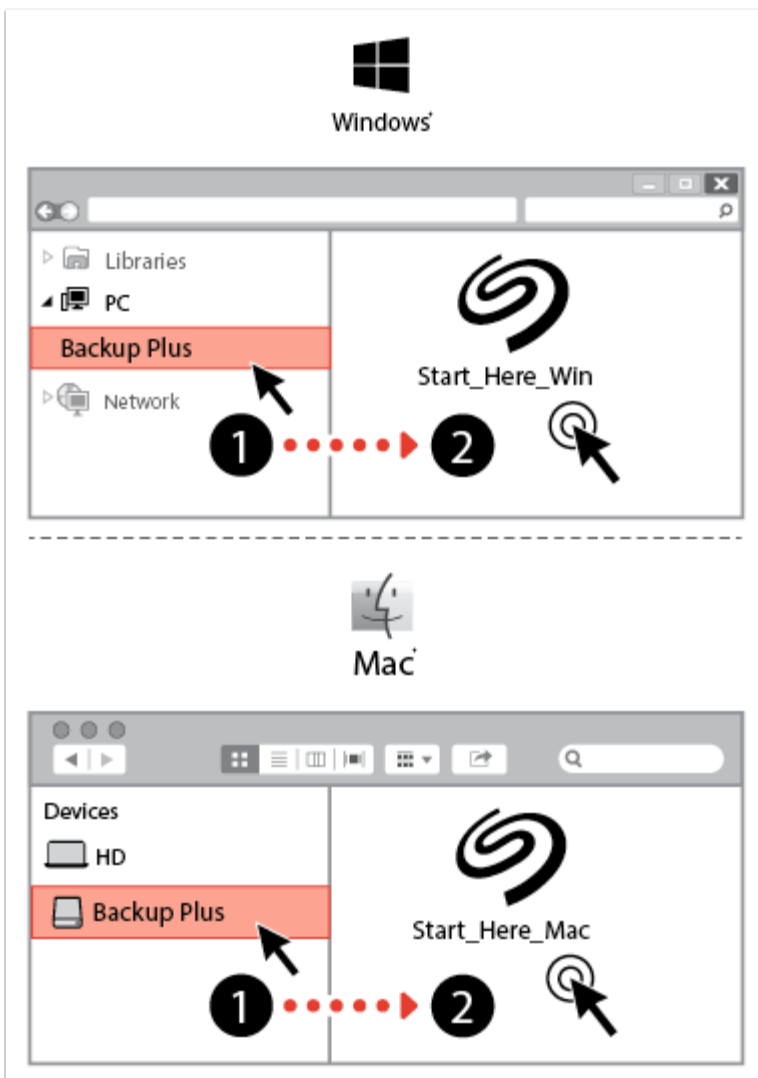 Windows+
Libraries
PC
Backup Plus
Network
Start_Here_Win
1
2
Mac+
Devices
HD
Backup Plus
Start_Here_Mac
1
2